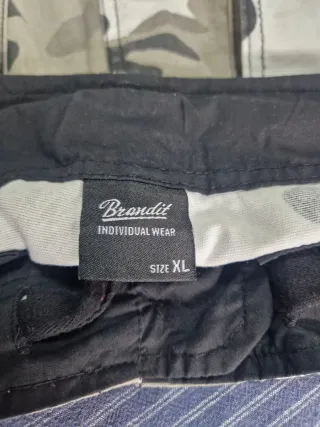 Brandit
INDIVIDUAL WEAR
SIZE XL